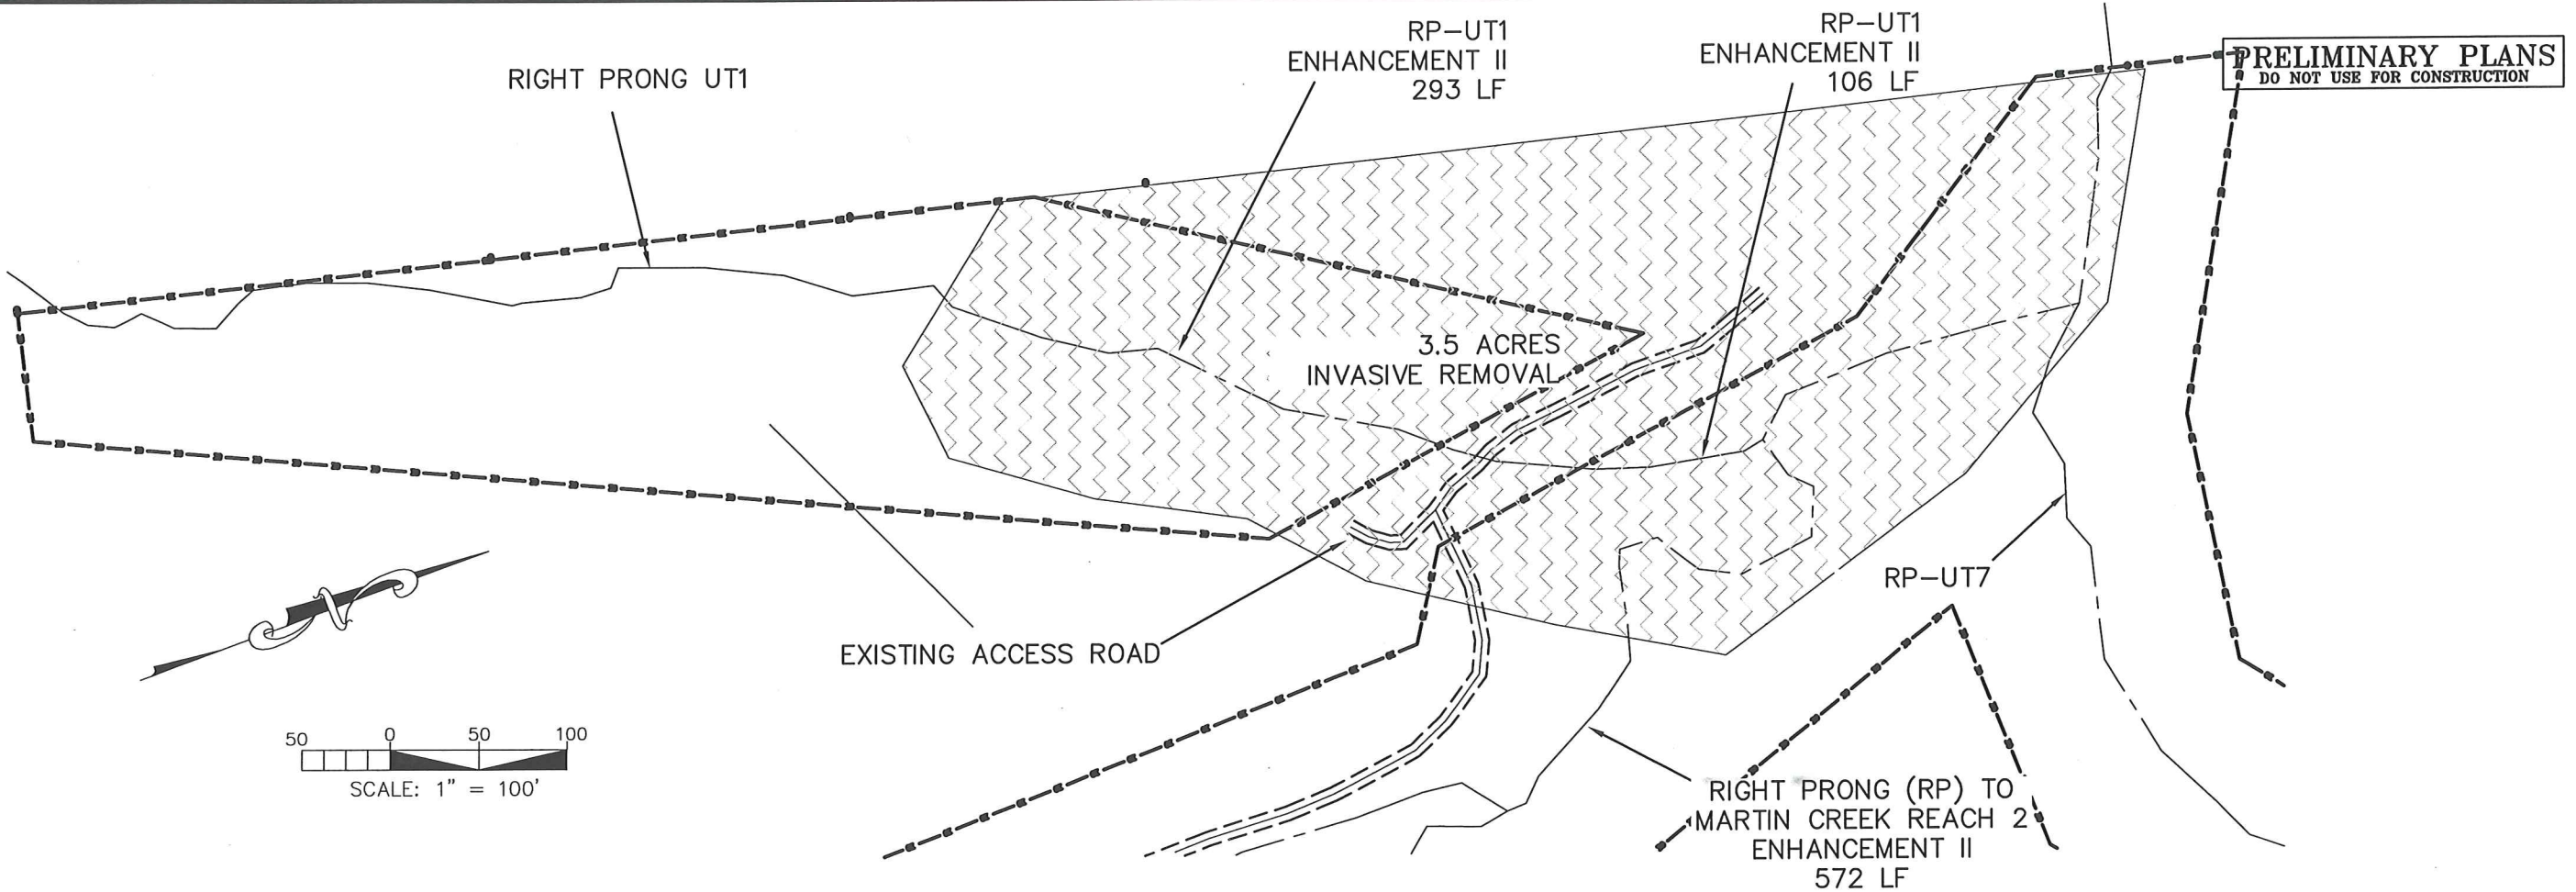 RIGHT PRONG UT1
RP-UT1
ENHANCEMENT II
293 LF
RP-UT1
ENHANCEMENT II
106 LF
PRELIMINARY PLANS
DO NOT USE FOR CONSTRUCTION
3.5 ACRES
INVASIVE REMOVAL
N
EXISTING ACCESS ROAD
RP-UT7
50 0 50 100
SCALE: 1" = 100'
RIGHT PRONG (RP) TO
MARTIN CREEK REACH 2
ENHANCEMENT II
572 LF